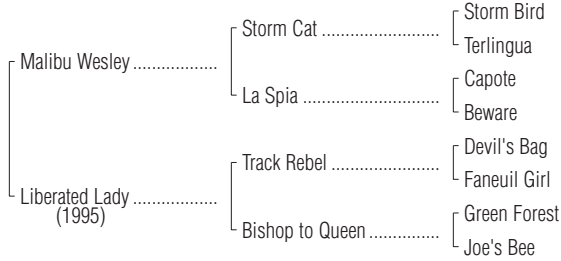 Storm Bird
Storm Cat ..........................
Terlingua
Malibu Wesley ..................
Capote
La Spia ..............................
Beware
Devil's Bag
Track Rebel ........................
Faneuil Girl
Liberated Lady ..................
(1995)
Green Forest
Bishop to Queen ................
Joe's Bee